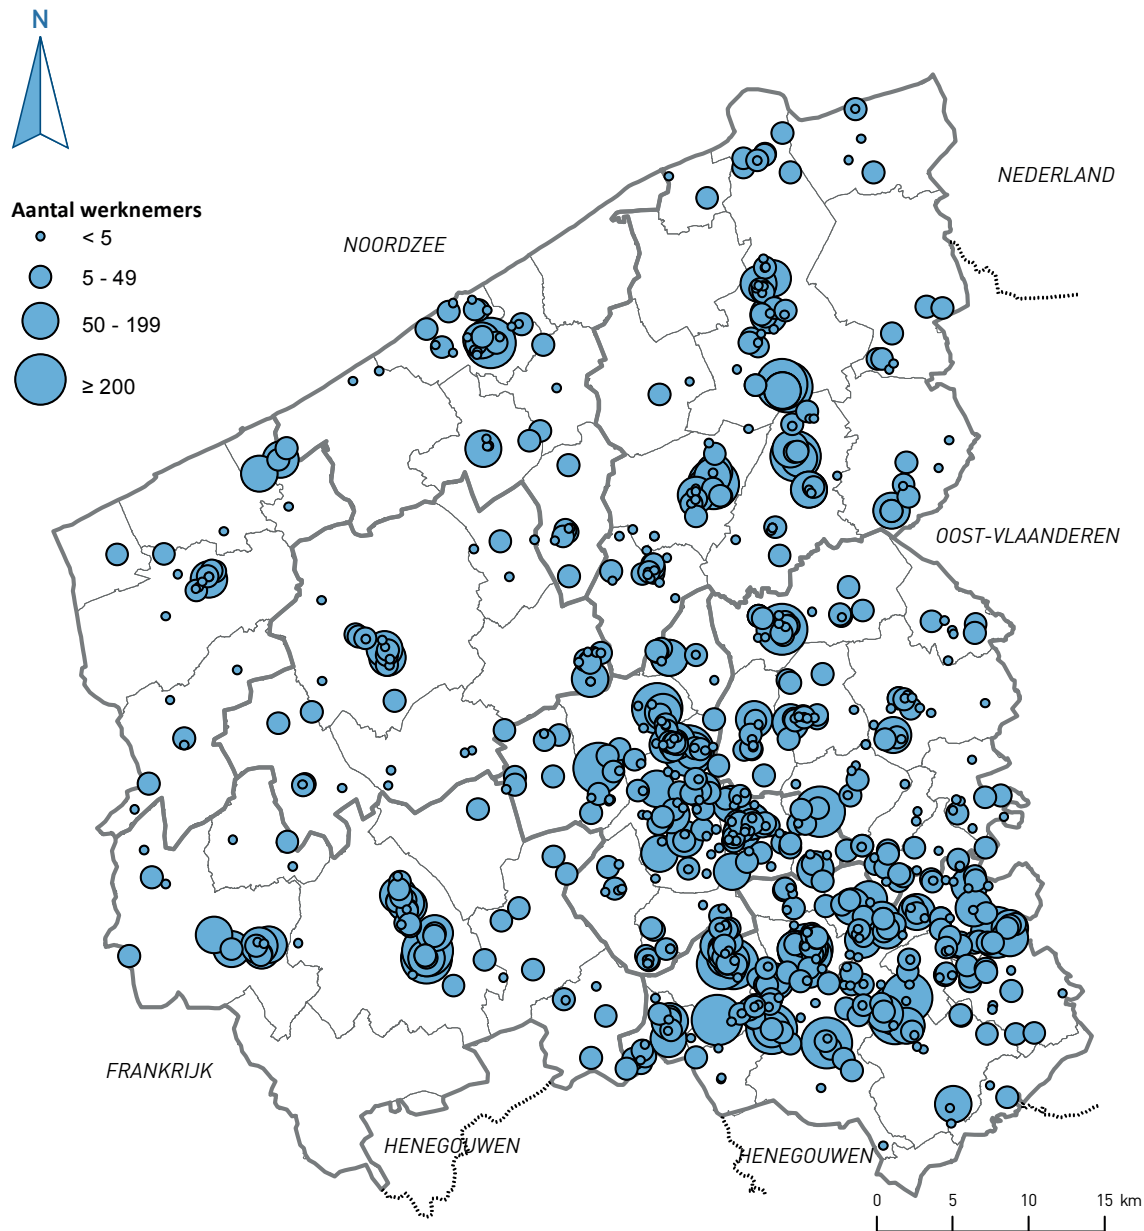 N
NEDERLAND
Aantal werknemers
< 5
5 - 49
50 - 199
≥ 200
NOORDZEE
OOST-VLAANDEREN
FRANKRIJK
HENEGOUWEN
HENEGOUWEN
0 5 10 15 km